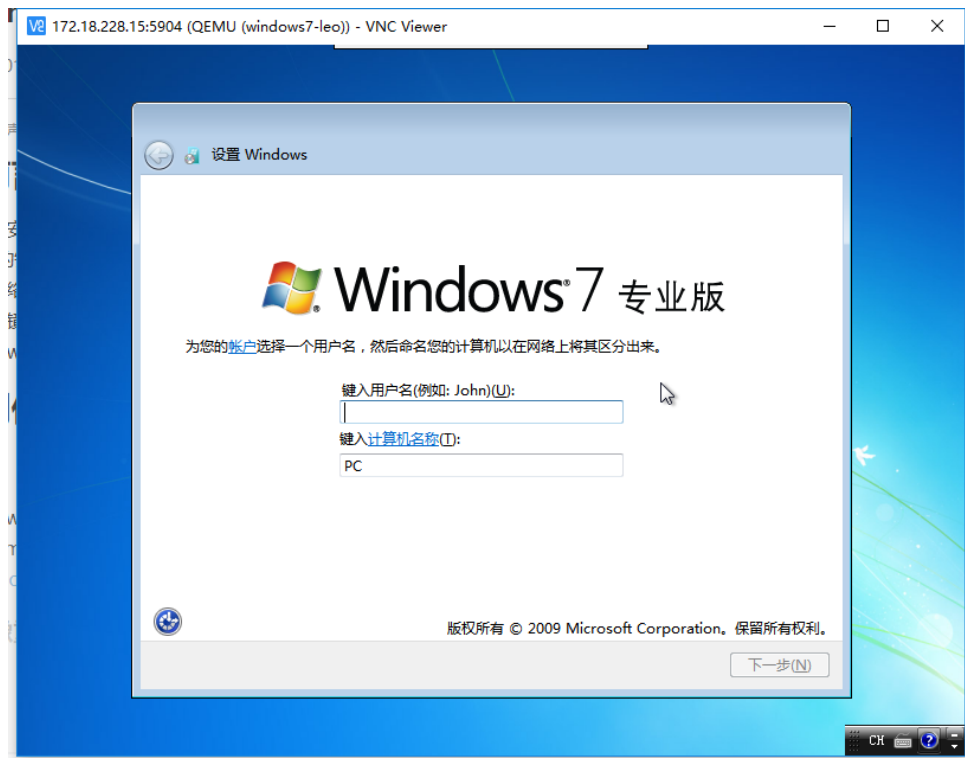 172.18.228.15:5904 (QEMU (windows7-leo)) - VNC Viewer
设置 Windows
Windows 7 专业版
为您的帐户选择一个用户名，然后命名您的计算机以在网络上将其区分出来。
键入用户名(例如: John)(U):
键入计算机名称(T):
PC
版权所有 © 2009 Microsoft Corporation。保留所有权利。
下一步(N)
CH